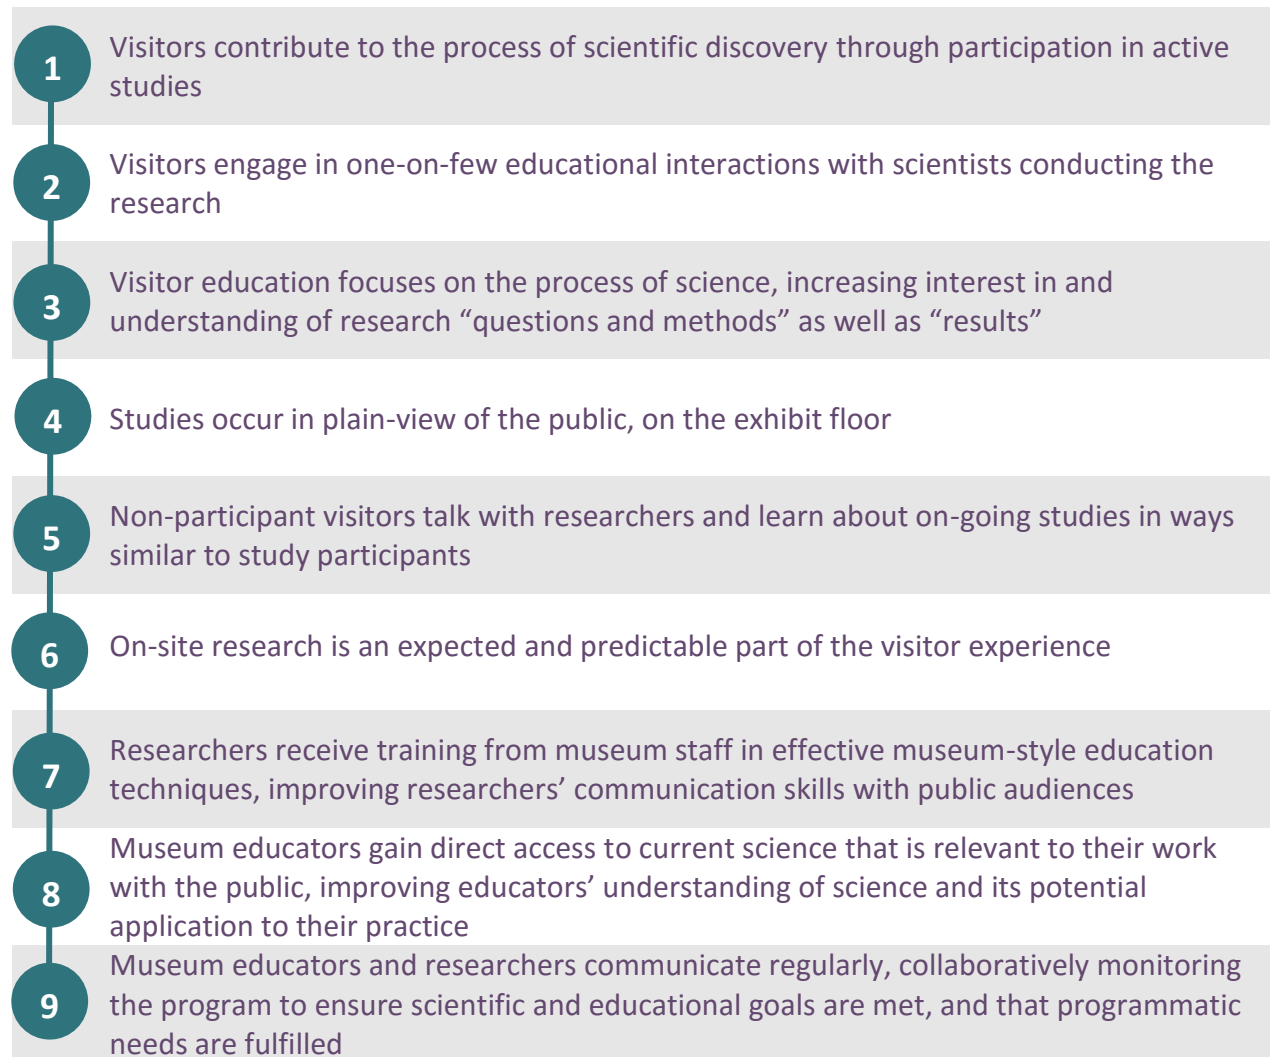 1
Visitors contribute to the process of scientific discovery through participation in active
studies
2
Visitors engage in one-on-few educational interactions with scientists conducting the
research
3
Visitor education focuses on the process of science, increasing interest in and
understanding of research “questions and methods” as well as “results”
4
Studies occur in plain-view of the public, on the exhibit floor
5
Non-participant visitors talk with researchers and learn about on-going studies in ways
similar to study participants
6
On-site research is an expected and predictable part of the visitor experience
7
Researchers receive training from museum staff in effective museum-style education
techniques, improving researchers’ communication skills with public audiences
8
Museum educators gain direct access to current science that is relevant to their work
with the public, improving educators’ understanding of science and its potential
application to their practice
9
Museum educators and researchers communicate regularly, collaboratively monitoring
the program to ensure scientific and educational goals are met, and that programmatic
needs are fulfilled